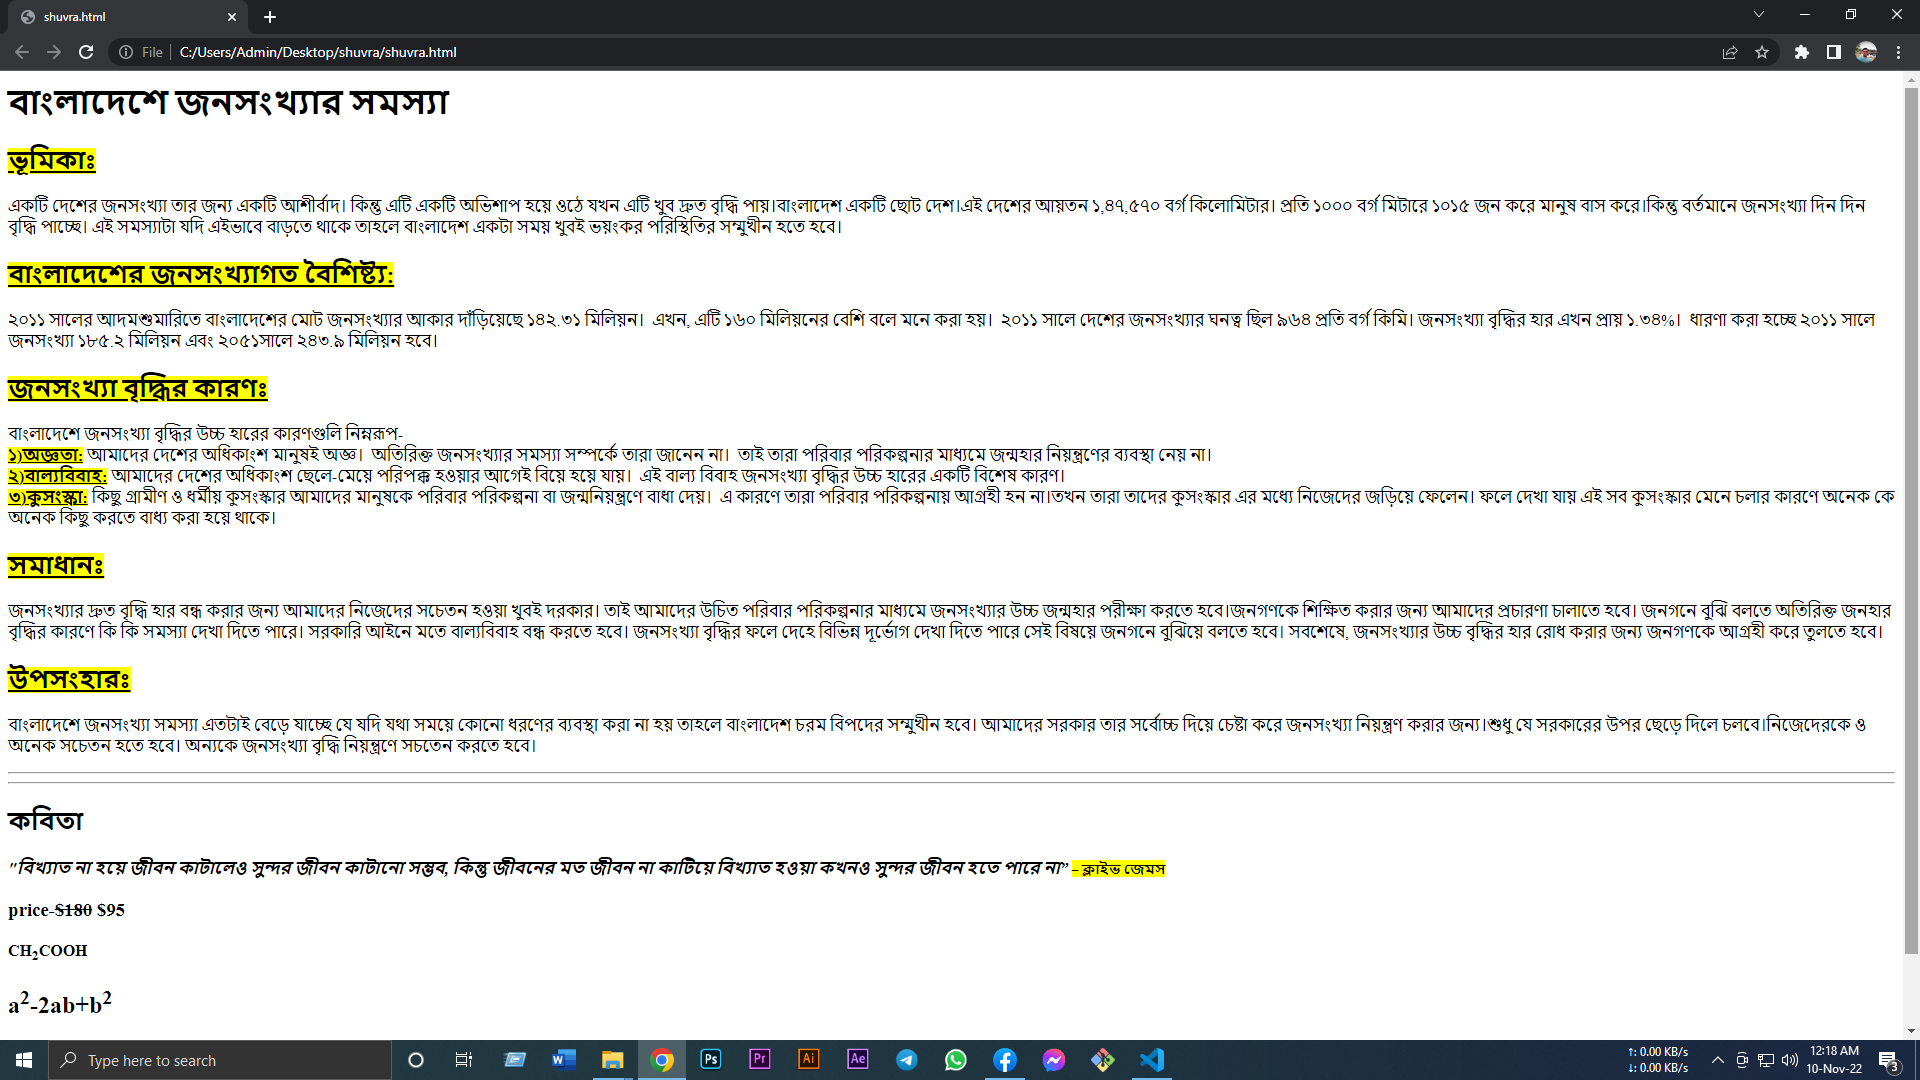 shuvra.html
File
C:/Users/Admin/Desktop/shuvra/shuvra.html
বাংলাদেশে জনসংখ্যার সমস্যা
ভূমিকাঃ
একটি দেশের জনসংখ্যা তার জন্য একটি আশীর্বাদ। কিন্তু এটি একটি অভিশাপ হয়ে ওঠে যখন এটি খুব দ্রুত বৃদ্ধি পায়।বাংলাদেশ একটি ছোট দেশ।এই দেশের আয়তন ১,৪৭,৫৭০ বর্গ কিলোমিটার। প্রতি ১০০০ বর্গ মিটারে ১০১৫ জন করে মানুষ বাস করে।কিন্তু বর্তমানে জনসংখ্যা দিন দিন
বৃদ্ধি পাচ্ছে। এই সমস্যাটা যদি এইভাবে বাড়তে থাকে তাহলে বাংলাদেশ একটা সময় খুবই ভয়ংকর পরিস্থিতির সম্মুখীন হতে হবে।
বাংলাদেশের জনসংখ্যাগত বৈশিষ্ট্য:
২০১১ সালের আদমশুমারিতে বাংলাদেশের মোট জনসংখ্যার আকার দাঁড়িয়েছে ১৪২.৩১ মিলিয়ন। এখন, এটি ১৬০ মিলিয়নের বেশি বলে মনে করা হয়। ২০১১ সালে দেশের জনসংখ্যার ঘনত্ব ছিল ৯৬৪ প্রতি বর্গ কিমি। জনসংখ্যা বৃদ্ধির হার এখন প্রায় ১.৩৪%। ধারণা করা হচ্ছে ২০১১ সালে
জনসংখ্যা ১৮৫.২ মিলিয়ন এবং ২০৫১সালে ২৪৩.৯ মিলিয়ন হবে।
জনসংখ্যা বৃদ্ধির কারণঃ
বাংলাদেশে জনসংখ্যা বৃদ্ধির উচ্চ হারের কারণগুলি নিম্নরূপ-
১)অজ্ঞতা: আমাদের দেশের অধিকাংশ মানুষই অজ্ঞ। অতিরিক্ত জনসংখ্যার সমস্যা সম্পর্কে তারা জানেন না। তাই তারা পরিবার পরিকল্পনার মাধ্যমে জন্মহার নিয়ন্ত্রণের ব্যবস্থা নেয় না।
২)বাল্যবিবাহ: আমাদের দেশের অধিকাংশ ছেলে-মেয়ে পরিপক্ক হওয়ার আগেই বিয়ে হয়ে যায়। এই বাল্য বিবাহ জনসংখ্যা বৃদ্ধির উচ্চ হারের একটি বিশেষ কারণ।
৩)কুসংস্কা: কিছু গ্রামীণ ও ধর্মীয় কুসংস্কার আমাদের মানুষকে পরিবার পরিকল্পনা বা জন্মনিয়ন্ত্রণে বাধা দেয়। এ কারণে তারা পরিবার পরিকল্পনায় আগ্রহী হন না।তখন তারা তাদের কুসংস্কার এর মধ্যে নিজেদের জড়িয়ে ফেলেন। ফলে দেখা যায় এই সব কুসংস্কার মেনে চলার কারণে অনেক কে
অনেক কিছু করতে বাধ্য করা হয়ে থাকে।
সমাধানঃ
জনসংখ্যার দ্রুত বৃদ্ধি হার বন্ধ করার জন্য আমাদের নিজেদের সচেতন হওয়া খুবই দরকার। তাই আমাদের উচিত পরিবার পরিকল্পনার মাধ্যমে জনসংখ্যার উচ্চ জন্মহার পরীক্ষা করতে হবে।জনগণকে শিক্ষিত করার জন্য আমাদের প্রচারণা চালাতে হবে। জনগনে বুঝি বলতে অতিরিক্ত জনহার
বৃদ্ধির কারণে কি কি সমস্যা দেখা দিতে পারে। সরকারি আইনে মতে বাল্যবিবাহ বন্ধ করতে হবে। জনসংখ্যা বৃদ্ধির ফলে দেহে বিভিন্ন দূর্ভোগ দেখা দিতে পারে সেই বিষয়ে জনগনে বুঝিয়ে বলতে হবে। সবশেষে, জনসংখ্যার উচ্চ বৃদ্ধির হার রোধ করার জন্য জনগণকে আগ্রহী করে তুলতে হবে।
উপসংহারঃ
বাংলাদেশে জনসংখ্যা সমস্যা এতটাই বেড়ে যাচ্ছে যে যদি যথা সময়ে কোনো ধরণের ব্যবস্থা করা না হয় তাহলে বাংলাদেশ চরম বিপদের সম্মুখীন হবে। আমাদের সরকার তার সর্বোচ্চ দিয়ে চেষ্টা করে জনসংখ্যা নিয়ন্ত্রণ করার জন্য।শুধু যে সরকারের উপর ছেড়ে দিলে চলবে।নিজেদেরকে ও
অনেক সচেতন হতে হবে। অন্যকে জনসংখ্যা বৃদ্ধি নিয়ন্ত্রণে সচতেন করতে হবে।
কবিতা
"বিখ্যাত না হয়ে জীবন কাটালেও সুন্দর জীবন কাটানো সম্ভব, কিন্তু জীবনের মত জীবন না কাটিয়ে বিখ্যাত হওয়া কখনও সুন্দর জীবন হতে পারে না” – ক্লাইভ জেমস
price-$180 $95
CH₂COOH
a²-2ab+b²
Type here to search
W
Ps
Pr
Ai
Ae
↑: 0.00 KB/s
↓: 0.00 KB/s
12:18 AM
10-Nov-22
3